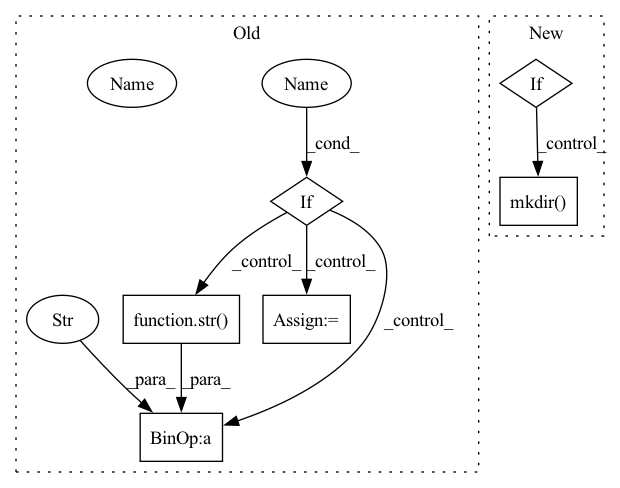 Old
New
Name
Name
If
_cond_
_control_
If
mkdir()
_control_
_control_
_control_
Str
function.str()
Assign:=
_para_
_para_
BinOp:a